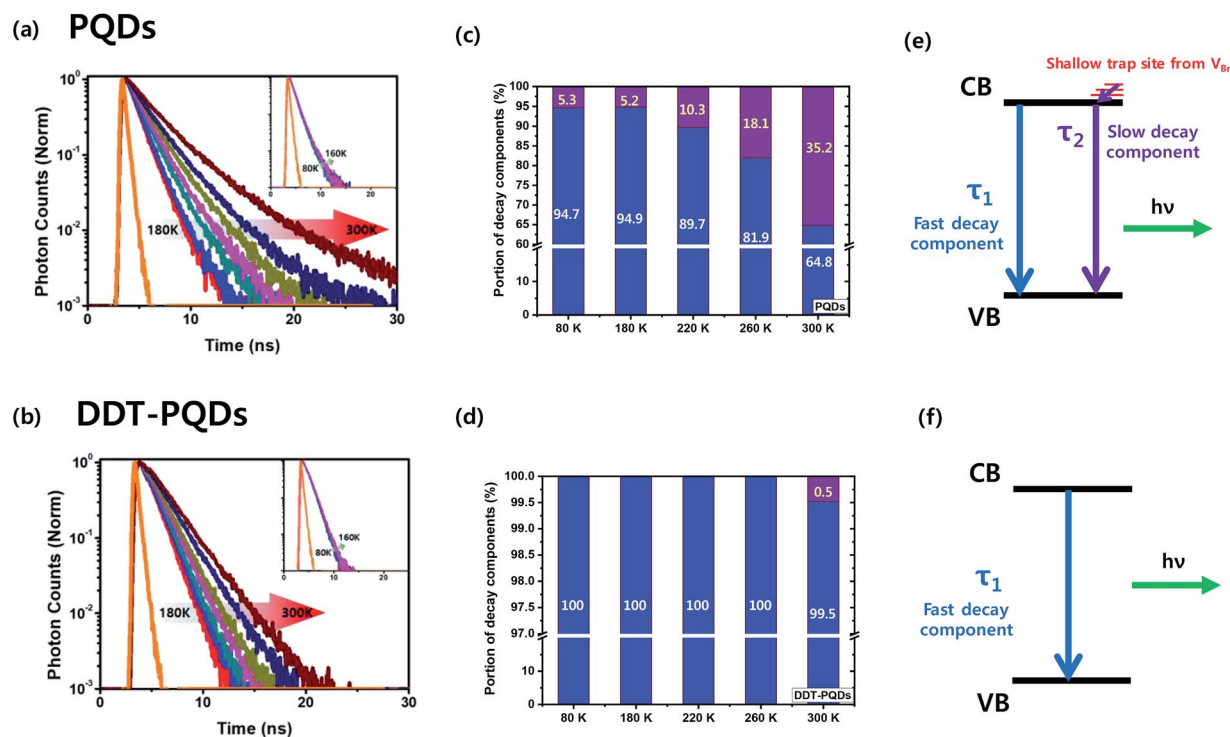 (a) PQDs
Photon Counts (Norm)
10⁰
10⁻¹
10⁻²
10⁻³
0 10 20 30
Time (ns)
180K
300K
80K
160K
0 10 20
(c)
Portion of decay components (%)
100
95
90
85
80
75
70
65
60
10
0
5.3 5.2 10.3 18.1 35.2
94.7 94.9 89.7 81.9 64.8
PQDs
80 K 180 K 220 K 260 K 300 K
(e)
Shallow trap site from V_Br
CB
τ₁
Fast decay
component
τ₂
Slow decay
component
hν
VB
(b) DDT-PQDs
Photon Counts (Norm)
10⁰
10⁻¹
10⁻²
10⁻³
0 10 20 30
Time (ns)
180K
300K
80K
160K
0 10 20
(d)
Portion of decay components (%)
100.0
99.5
99.0
98.5
98.0
97.5
97.0
10
0
0.5
100 100 100 100 99.5
DDT-PQDs
80 K 180 K 220 K 260 K 300 K
(f)
CB
τ₁
Fast decay
component
hν
VB